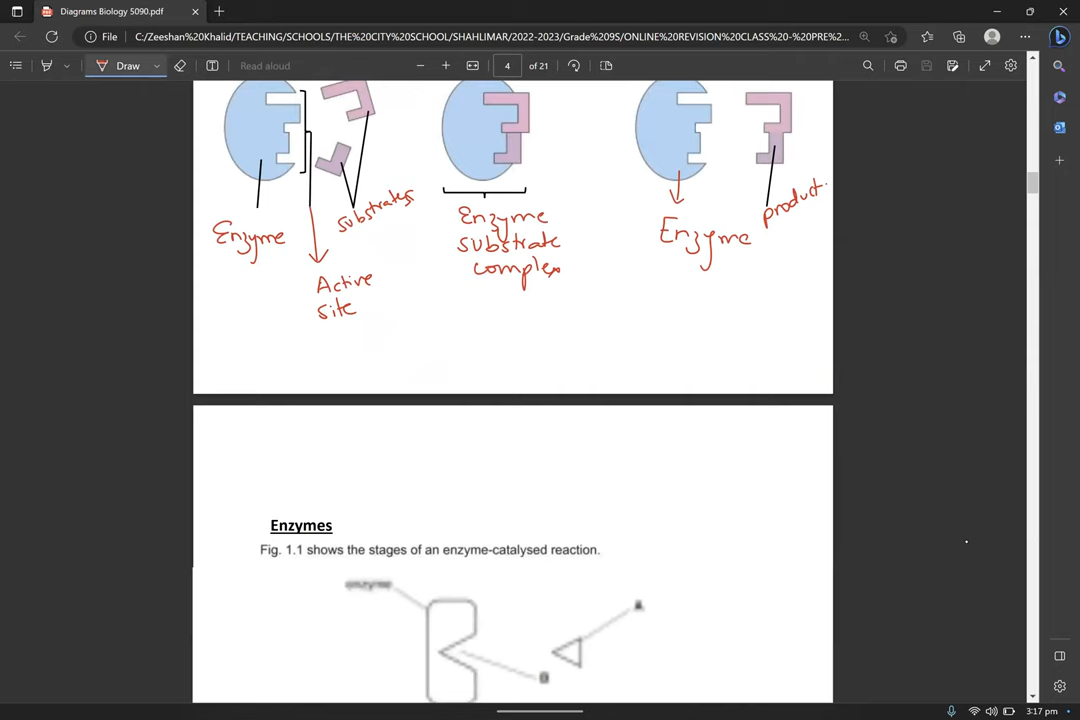 Diagrams Biology 5090.pdf
File
C:/Zeeshan%20Khalid/TEACHING/SCHOOLS/THE%20CITY%20SCHOOL/SHAHLIMAR/2022-2023/Grade%209S/ONLINE%20REVISION%20CLASS%20-%20PRE%...
Draw
Read aloud
4 of 21
Enzyme
substrates
Active
site
Enzyme
substrate
complex
Enzyme
product
Enzymes
Fig. 1.1 shows the stages of an enzyme-catalysed reaction.
enzyme
A
B
3:17 pm